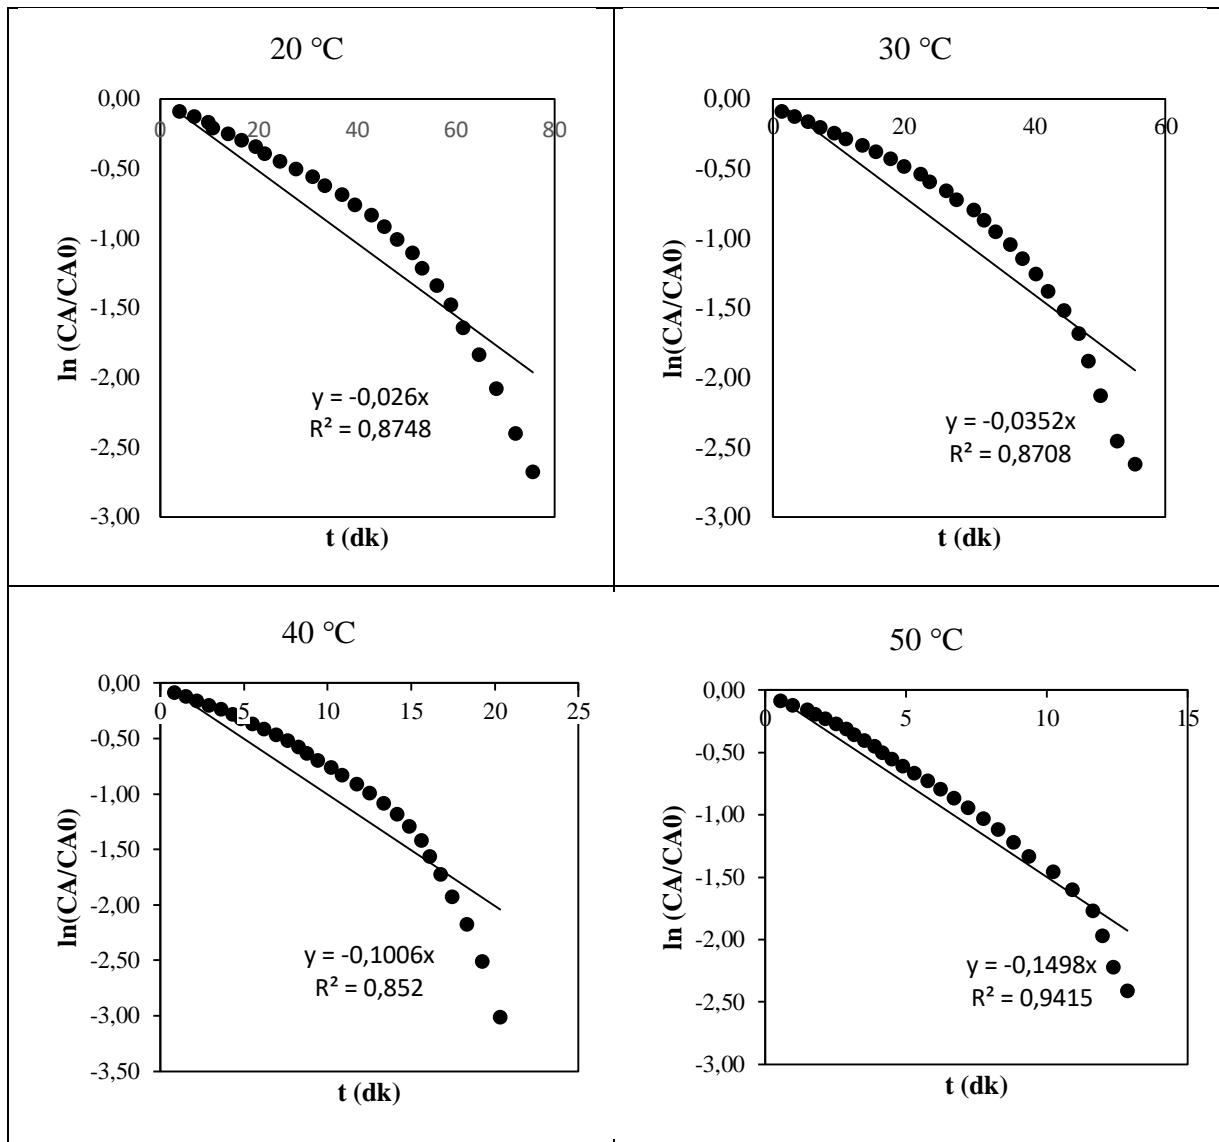 20 °C
0,00
0 20 40 60 80
-0,50
-1,00
-1,50
-2,00
-2,50
-3,00
ln (CA/CA0)
y = -0,026x
R² = 0,8748
t (dk)
30 °C
0,00
0 20 40 60
-0,50
-1,00
-1,50
-2,00
-2,50
-3,00
ln(CA/CA0)
y = -0,0352x
R² = 0,8708
t (dk)
40 °C
0,00
0 5 10 15 20 25
-0,50
-1,00
-1,50
-2,00
-2,50
-3,00
-3,50
ln(CA/CA0)
y = -0,1006x
R² = 0,852
t (dk)
50 °C
0,00
0 5 10 15
-0,50
-1,00
-1,50
-2,00
-2,50
-3,00
ln (CA/CA0)
y = -0,1498x
R² = 0,9415
t (dk)